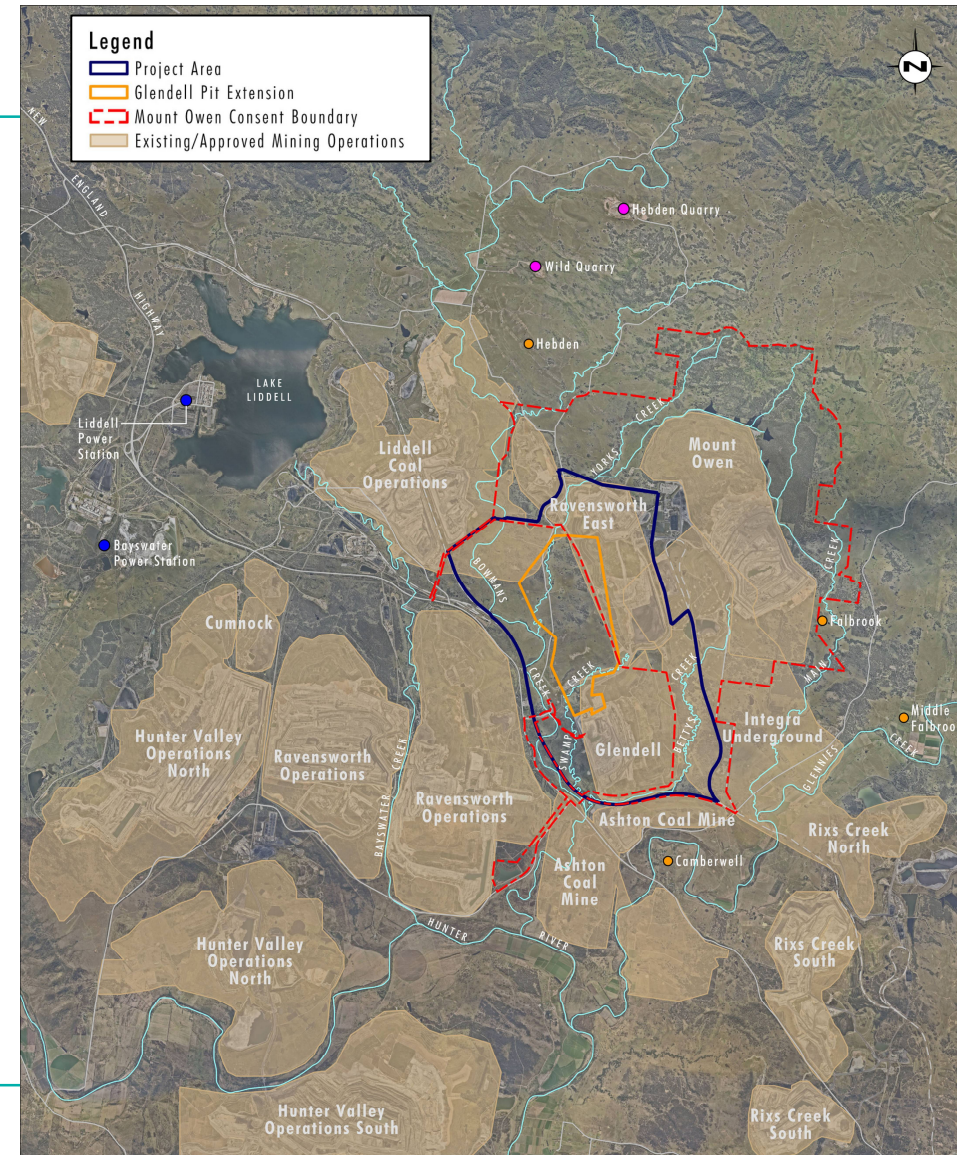 Legend
Project Area
Glendell Pit Extension
Mount Owen Consent Boundary
Existing/Approved Mining Operations
N
NEW
ENGLAND
HIGHWAY
Hebden Quarry
Wild Quarry
Hebden
LAKE
LIDDELL
Liddell
Power
Station
Bayswater
Power Station
Liddell
Coal
Operations
YORKS
CREEK
Mount
Owen
Ravensworth
East
BOWMANS
CREEK
Cumnock
CREEK
Falbrook
MAIN
CREEK
SWAMP
CREEK
BETTYS
CREEK
Glendell
Integra
Underground
Middle
Falbroo
GLENNIES
CREEK
Hunter Valley
Operations
North
Ravensworth
Operations
BAYSWATER
CREEK
Ravensworth
Operations
Ashton Coal Mine
Rixs Creek
North
Camberwell
Ashton
Coal
Mine
HUNTER
RIVER
Hunter Valley
Operations
North
Rixs Creek
South
Hunter Valley
Operations South
Rixs Creek
South